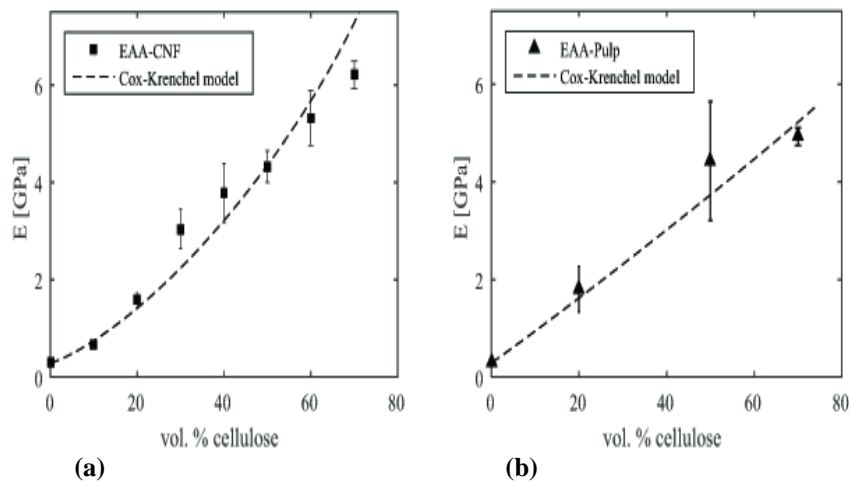 EAA-CNF
Cox-Krenchel model
6
4
2
0
E [GPa]
0 20 40 60 80
vol. % cellulose
(a)
EAA-Pulp
Cox-Krenchel model
6
4
2
0
E [GPa]
0 20 40 60 80
vol. % cellulose
(b)